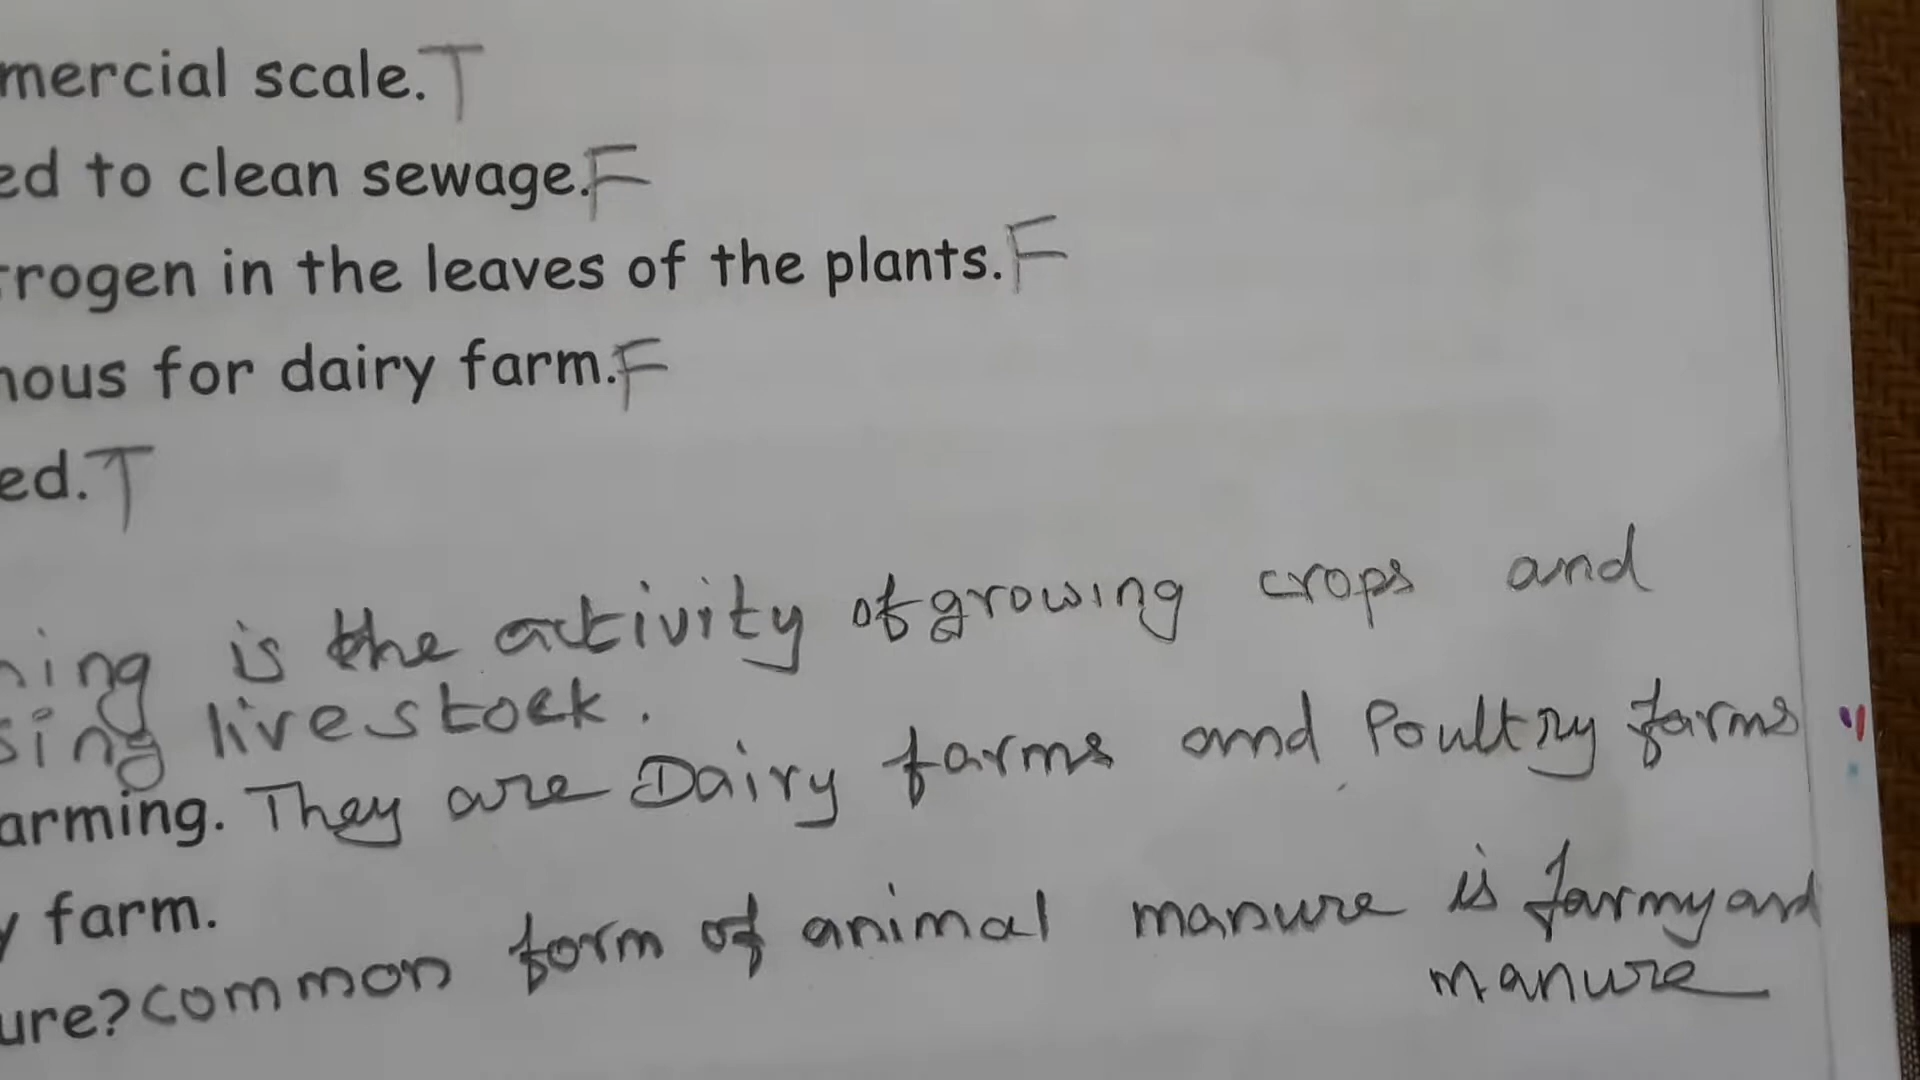 mercial scale. T
ed to clean sewage. F
rogen in the leaves of the plants. F
nous for dairy farm. F
ed. T
ning is the activity of growing crops and
sing livestock.
arming. They are Dairy farms and Poultry farms
y farm.
ure? common form of animal manure is farmyard
manure